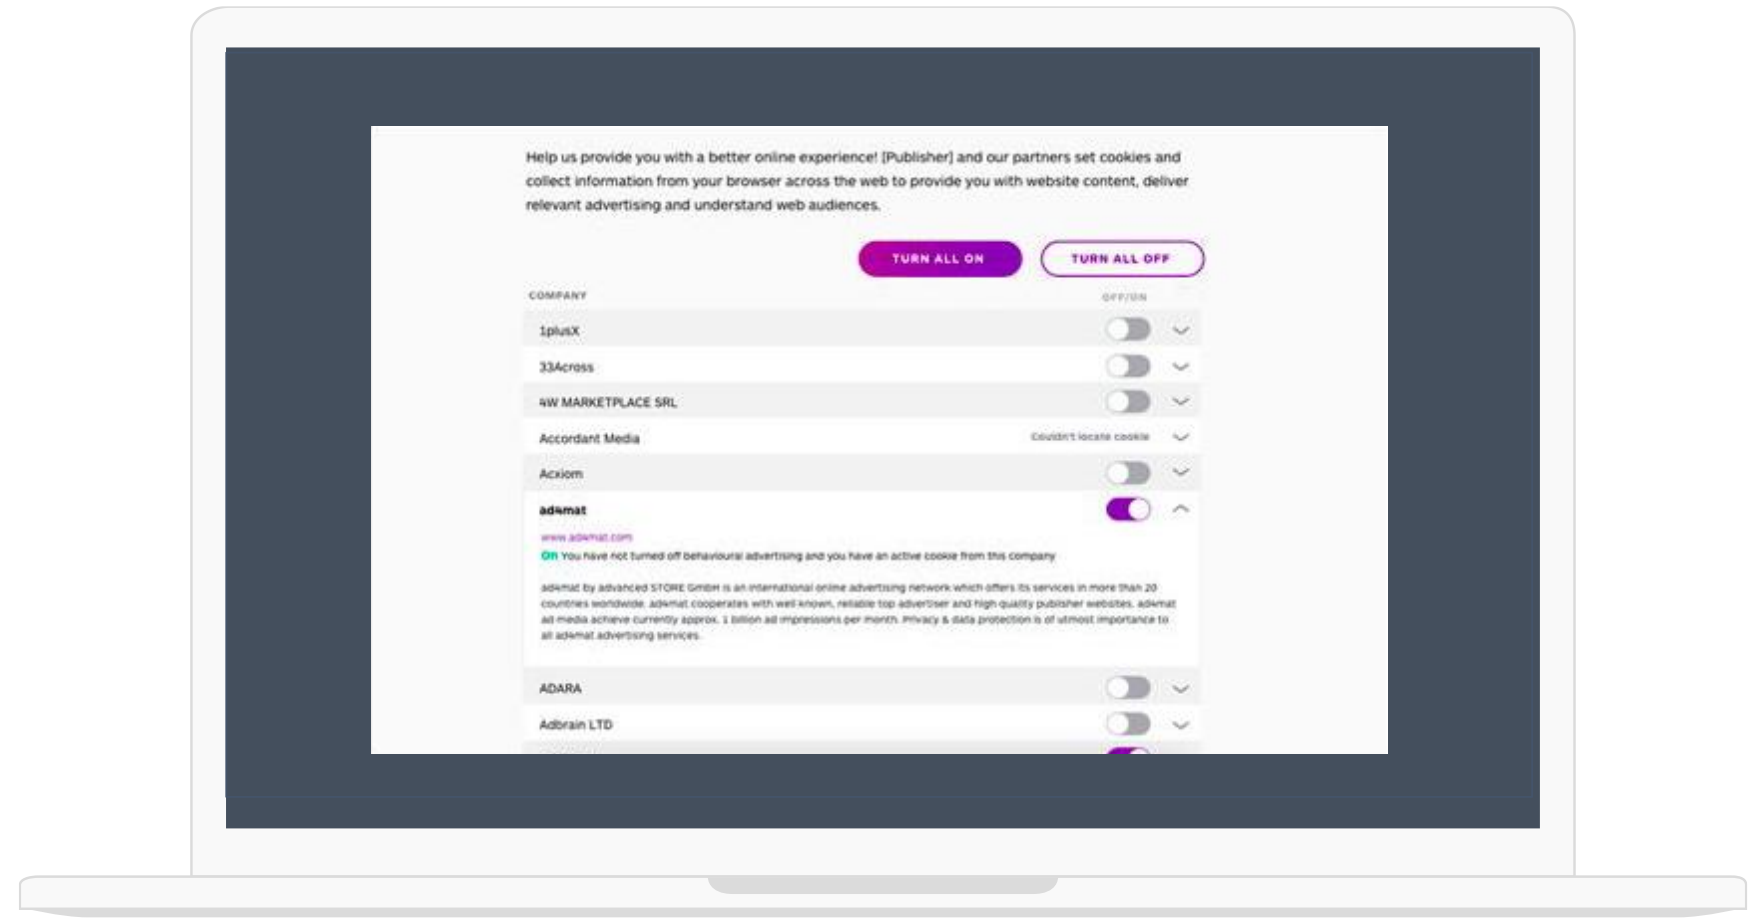 Help us provide you with a better online experience! [Publisher] and our partners set cookies and
collect information from your browser across the web to provide you with website content, deliver
relevant advertising and understand web audiences.
TURN ALL ON TURN ALL OFF
COMPANY OFF/ON
1plusX
33Across
4W MARKETPLACE SRL
Accordant Media Couldn't locate cookie
Acxiom
ad4mat
www.ad4mat.com
On You have not turned off behavioural advertising and you have an active cookie from this company
ad4mat by advanced STORE GmbH is an international online advertising network which offers its services in more than 20
countries worldwide. ad4mat cooperates with well known, reliable top advertiser and high quality publisher websites. ad4mat
ad media achieve currently approx. 1 billion ad impressions per month. Privacy & data protection is of utmost importance to
all ad4mat advertising services.
ADARA
Adbrain LTD